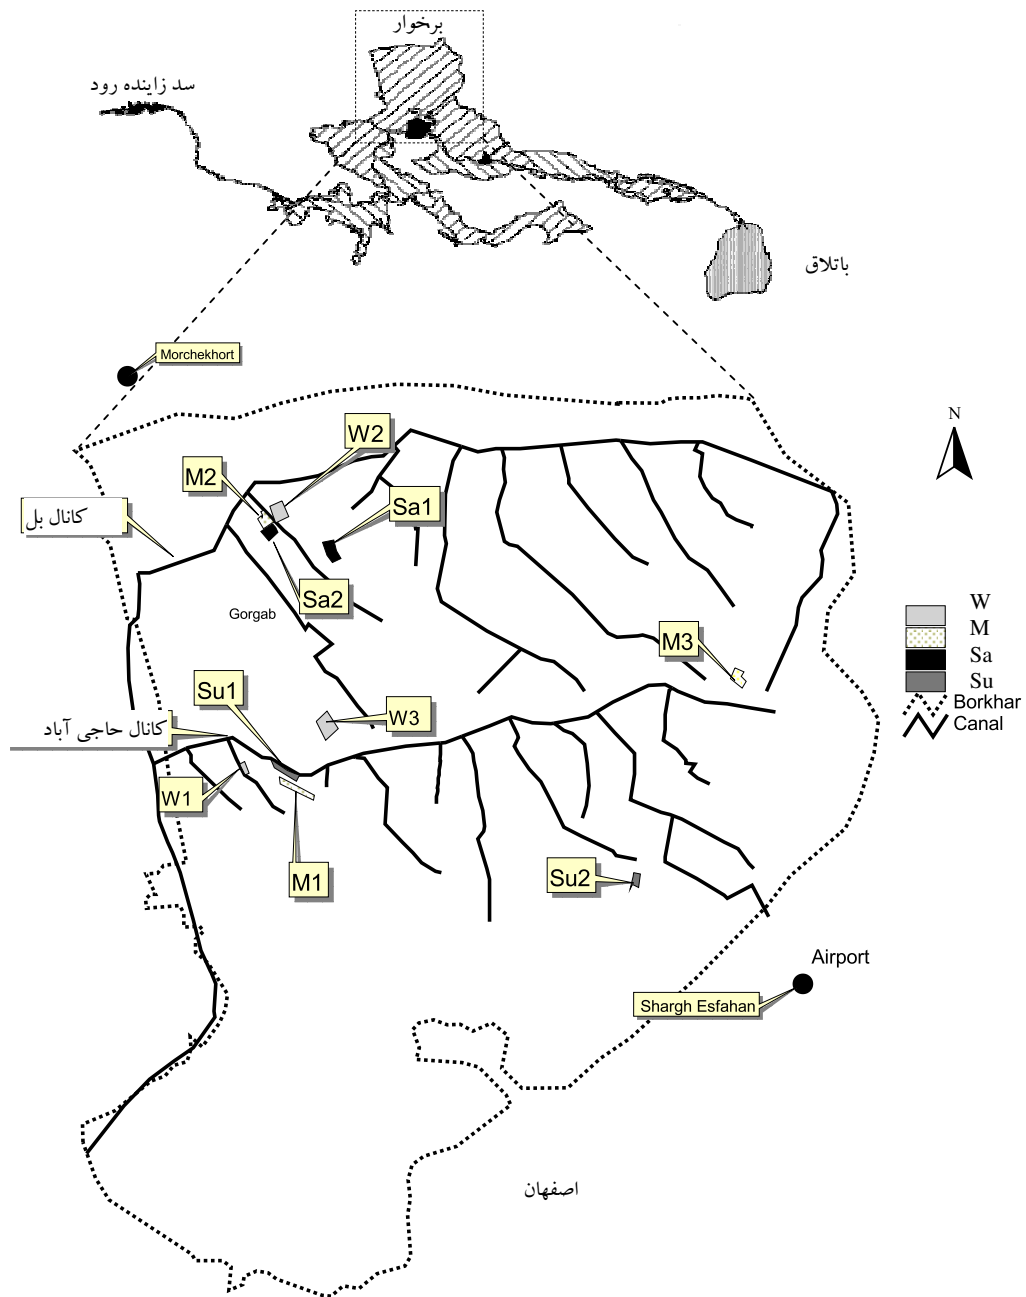 برخوار
سد زاینده رود
باتلاق
Morchekhort
N
W2
M2
Sa1
کانال بل
Sa2
Gorgab
W
M
M3
Sa
Su1
Su
Borkhar
W3
کانال حاجی آباد
Canal
W1
M1
Su2
Airport
Shargh Esfahan
اصفهان